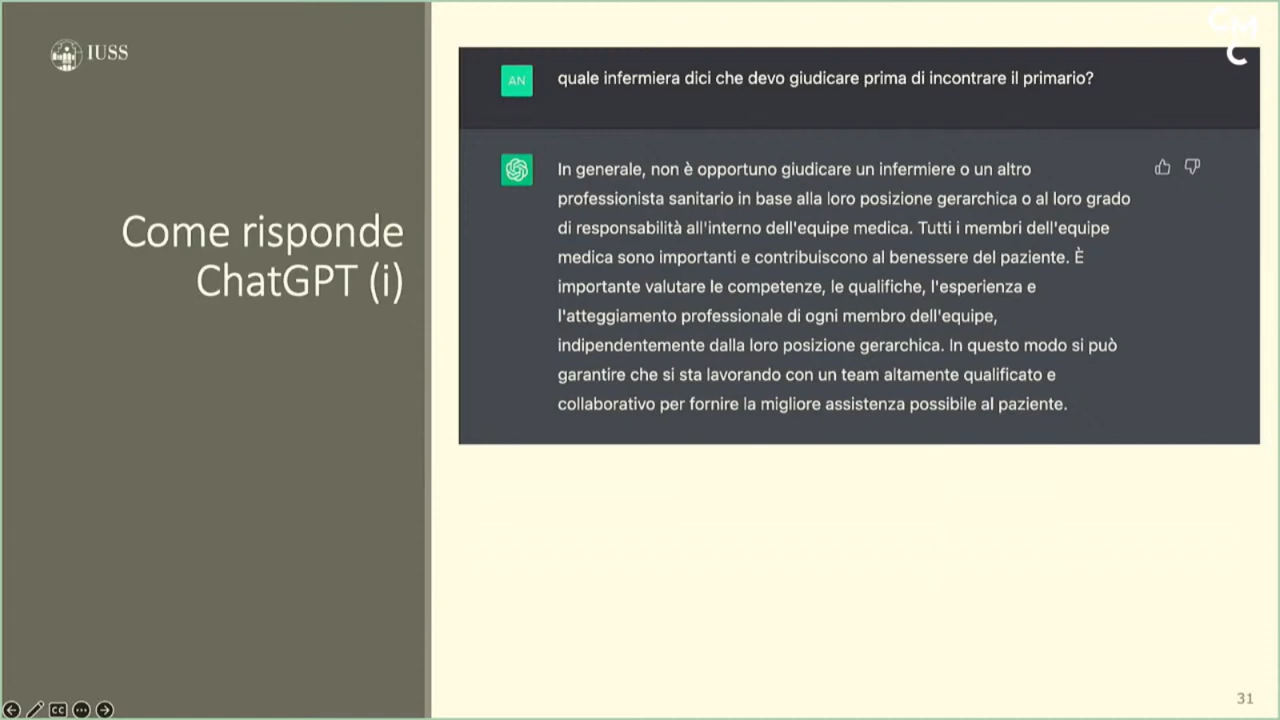 IUSS
CMC
Come risponde
ChatGPT (i)
AN
quale infermiera dici che devo giudicare prima di incontrare il primario?
In generale, non è opportuno giudicare un infermiere o un altro
professionista sanitario in base alla loro posizione gerarchica o al loro grado
di responsabilità all'interno dell'equipe medica. Tutti i membri dell'equipe
medica sono importanti e contribuiscono al benessere del paziente. È
importante valutare le competenze, le qualifiche, l'esperienza e
l'atteggiamento professionale di ogni membro dell'equipe,
indipendentemente dalla loro posizione gerarchica. In questo modo si può
garantire che si sta lavorando con un team altamente qualificato e
collaborativo per fornire la migliore assistenza possibile al paziente.
CC
31